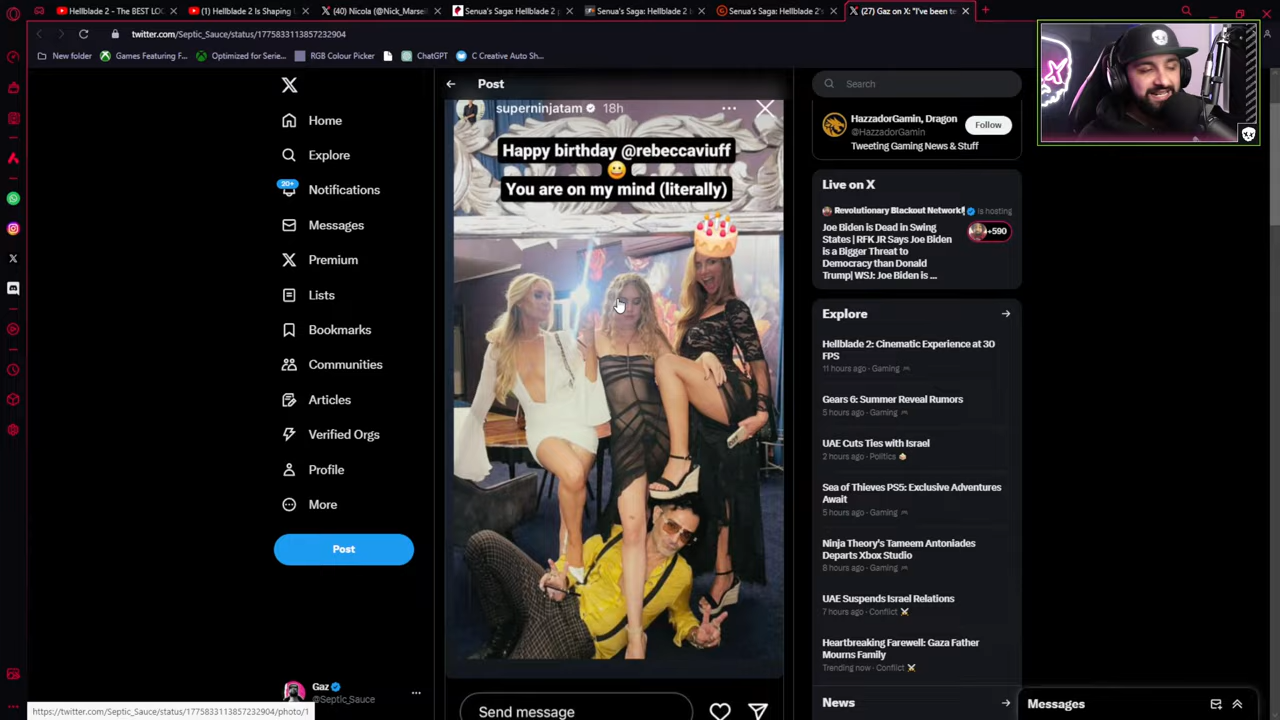 Hellblade 2 - The BEST LOO
(1) Hellblade 2 Is Shaping
(40) Nicola (@Nick_Marsel
Senua's Saga: Hellblade 2
Senua's Saga: Hellblade 2 I
Senua's Saga: Hellblade 2's
(27) Gaz on X: "I've been te
twitter.com/Septic_Sauce/status/1775833113857232904
New folder
Games Featuring F...
Optimized for Serie...
RGB Colour Picker
ChatGPT
C Creative Auto Sh...
Home
Explore
20+
Notifications
Messages
Premium
Lists
Bookmarks
Communities
Articles
Verified Orgs
Profile
More
Post
Gaz
@Septic_Sauce
https://twitter.com/Septic_Sauce/status/1775833113857232904/photo/1
Post
superninjatam 18h
Happy birthday @rebeccaviuff
You are on my mind (literally)
Send message
Search
HazzadorGamin, Dragon
@HazzadorGamin
Follow
Tweeting Gaming News & Stuff
Live on X
Revolutionary Blackout Network is hosting
Joe Biden is Dead in Swing
States | RFK JR Says Joe Biden
is a Bigger Threat to
Democracy than Donald
Trump| WSJ: Joe Biden is ...
+590
Explore
Hellblade 2: Cinematic Experience at 30
FPS
11 hours ago · Gaming
Gears 6: Summer Reveal Rumors
5 hours ago · Gaming
UAE Cuts Ties with Israel
2 hours ago · Politics
Sea of Thieves PS5: Exclusive Adventures
Await
5 hours ago · Gaming
Ninja Theory's Tameem Antoniades
Departs Xbox Studio
8 hours ago · Gaming
UAE Suspends Israel Relations
7 hours ago · Conflict
Heartbreaking Farewell: Gaza Father
Mourns Family
Trending now · Conflict
News
Messages